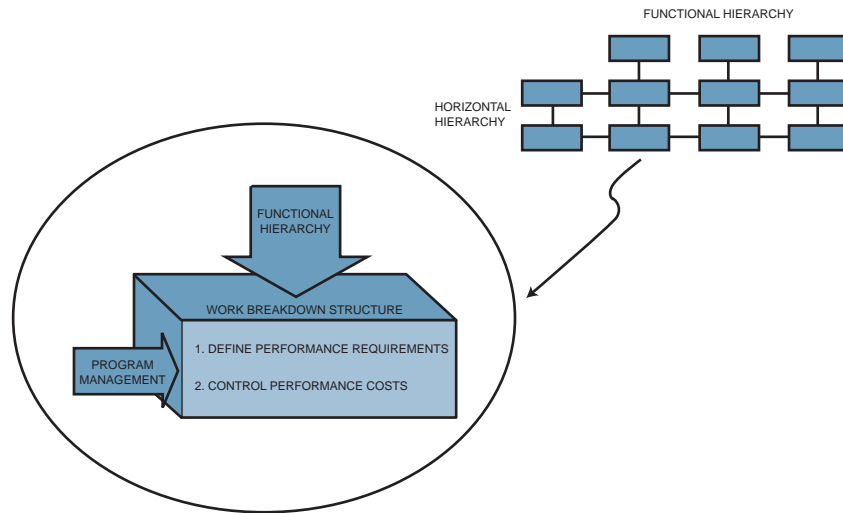 FUNCTIONAL HIERARCHY
HORIZONTAL
HIERARCHY
FUNCTIONAL
HIERARCHY
WORK BREAKDOWN STRUCTURE
1. DEFINE PERFORMANCE REQUIREMENTS
PROGRAM
MANAGEMENT
2. CONTROL PERFORMANCE COSTS